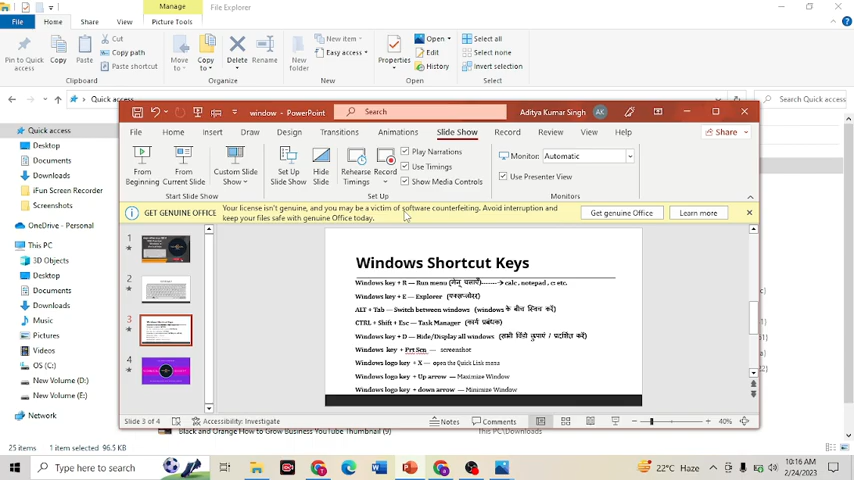 Manage
File Explorer
File
Home
Share
View
Picture Tools
Pin to Quick access
Copy
Paste
Cut
Copy path
Paste shortcut
Clipboard
Move to
Copy to
Delete
Rename
Organize
New folder
New item
Easy access
New
Properties
Open
Edit
History
Open
Select all
Select none
Invert selection
Select
Quick access
Search Quick access
Quick access
Desktop
Documents
Downloads
iFun Screen Recorder
Screenshots
OneDrive - Personal
This PC
3D Objects
Desktop
Documents
Downloads
Music
Pictures
Videos
OS (C:)
New Volume (D:)
New Volume (E:)
Network
25 items 1 item selected 96.5 KB
window - PowerPoint
Search
Aditya Kumar Singh AK
File Home Insert Draw Design Transitions Animations Slide Show Record Review View Help
Share
From Beginning
From Current Slide
Custom Slide Show
Start Slide Show
Set Up Slide Show
Hide Slide
Rehearse Timings
Record
Play Narrations
Use Timings
Show Media Controls
Set Up
Monitor: Automatic
Use Presenter View
Monitors
GET GENUINE OFFICE
Your license isn't genuine, and you may be a victim of software counterfeiting. Avoid interruption and
keep your files safe with genuine Office today.
Get genuine Office
Learn more
1
2
3
4
Windows Shortcut Keys
Windows key + R — Run menu
calc , notepad , c: etc.
Windows key + E — Explorer (एक्सप्लोरर)
ALT + Tab — Switch between windows (windows के बीच स्विच करें)
CTRL + Shift + Esc — Task Manager (कार्य प्रबंधक)
Windows key + D — Hide/Display all windows
Windows key + Prt Scn — screenshot
Windows logo key + X — open the Quick Link menu
Windows logo key + Up arrow — Maximize Window
Windows logo key + down arrow — Minimize Window
Slide 3 of 4
Accessibility: Investigate
Notes
Comments
40%
Black and Orange How to Grow Business YouTube Thumbnail (9)
This PC\Downloads
Type here to search
22°C Haze
10:16 AM
2/24/2023